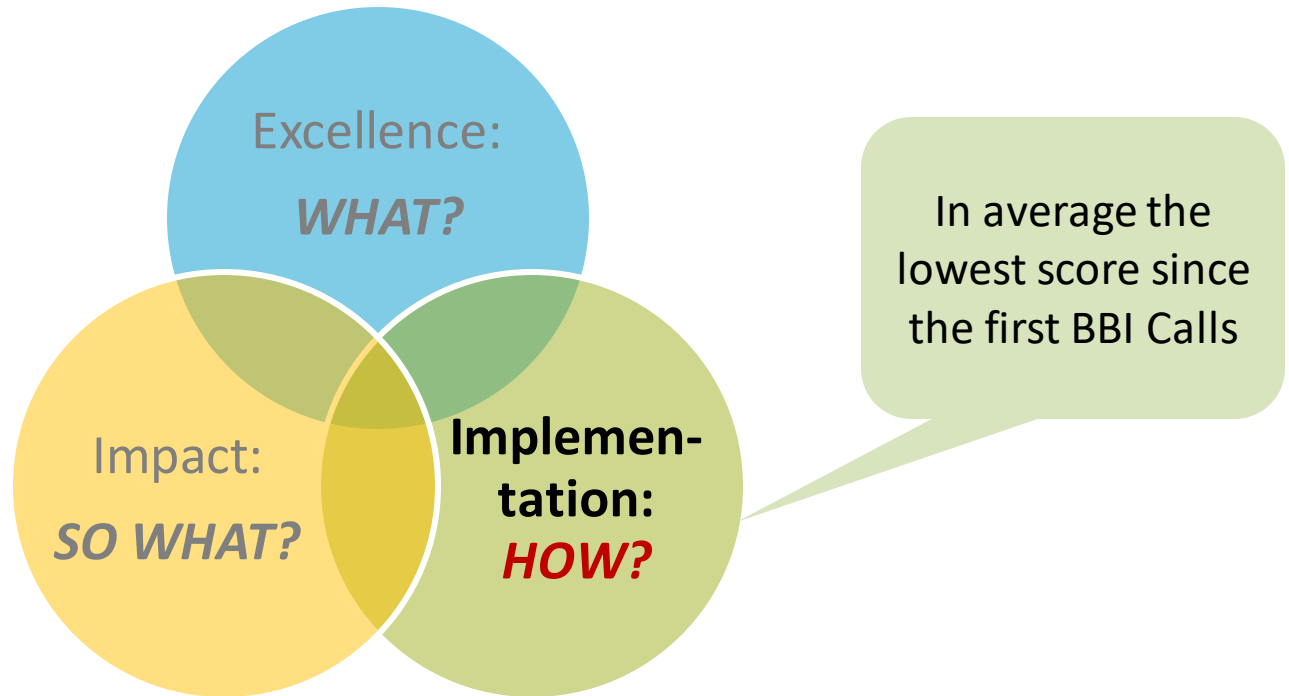 Excellence:
WHAT?
In average the
lowest score since
the first BBI Calls
Impact:
SO WHAT?
Implemen-
tation:
HOW?